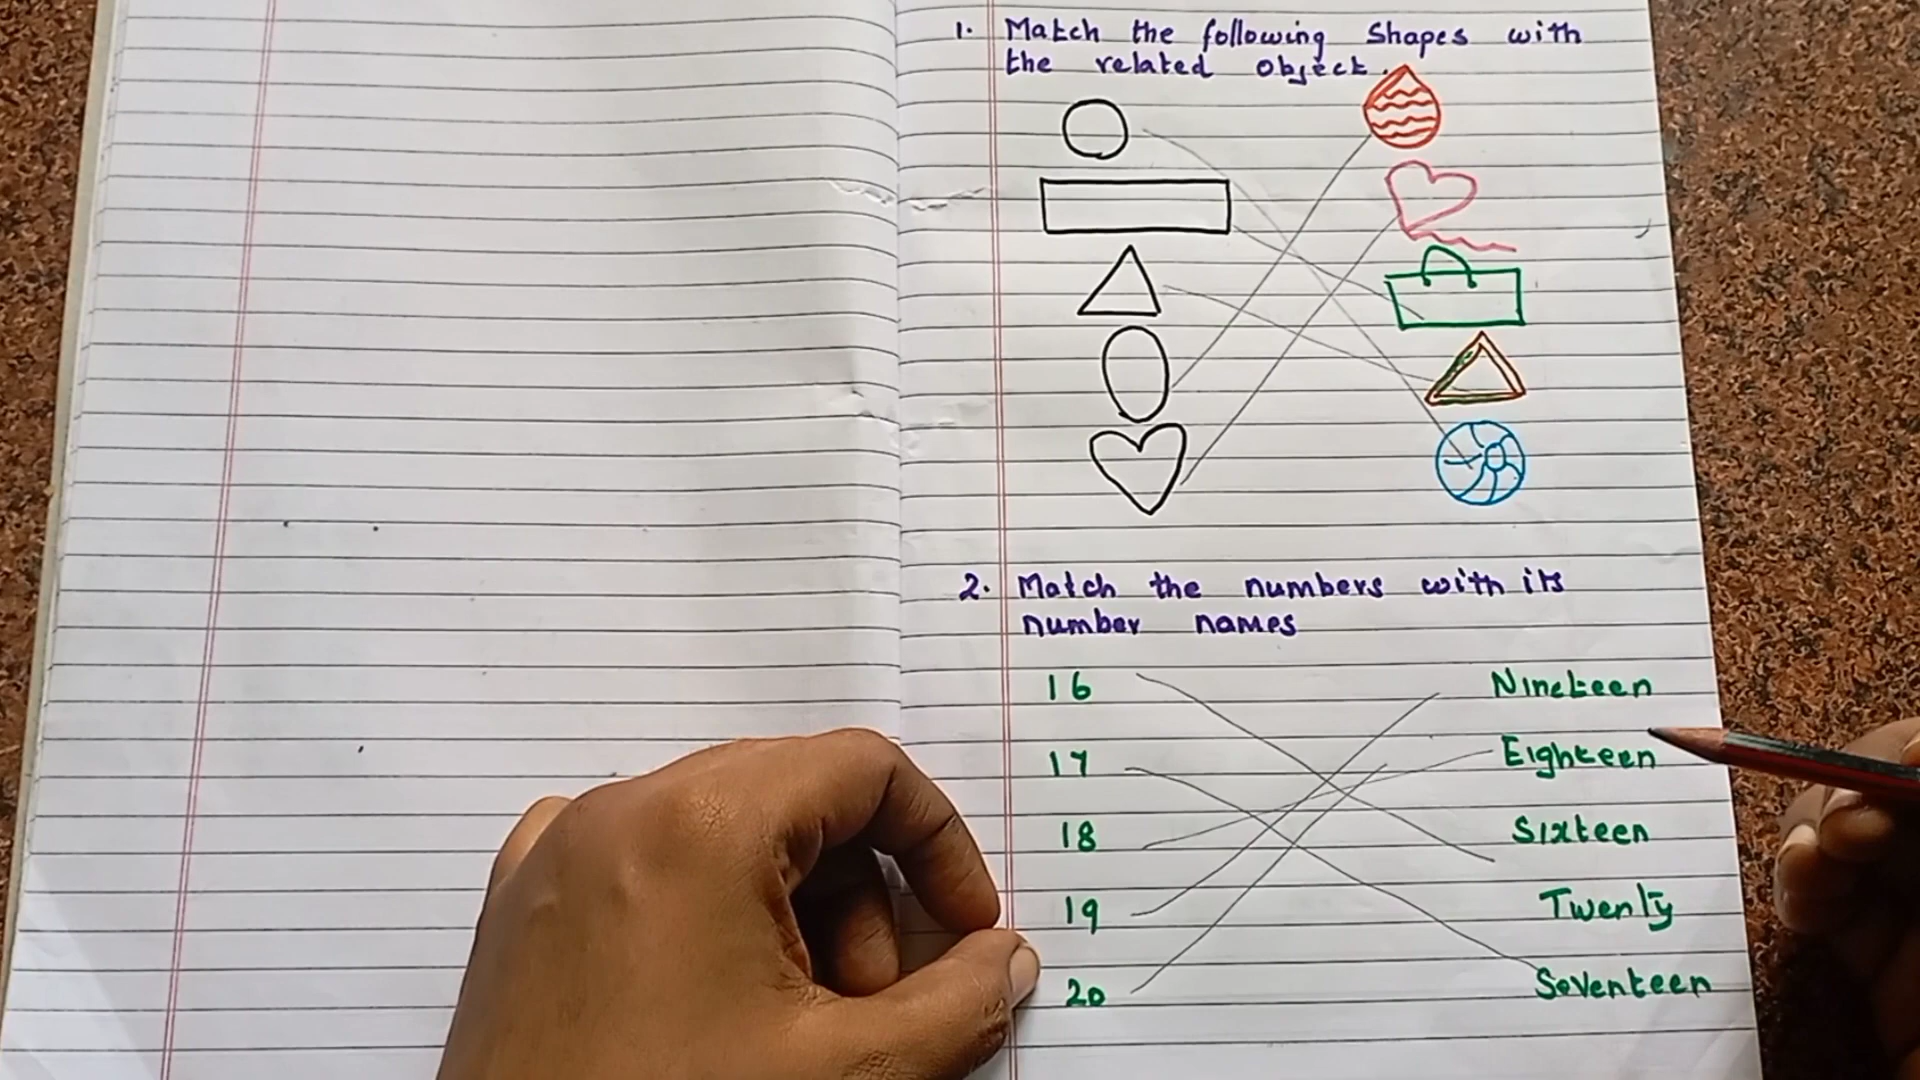 1. Match the following Shapes with
the related object.
2. Match the numbers with its
number names
16 Nineteen
17 Eighteen
18 Sixteen
19 Twenty
20 Seventeen